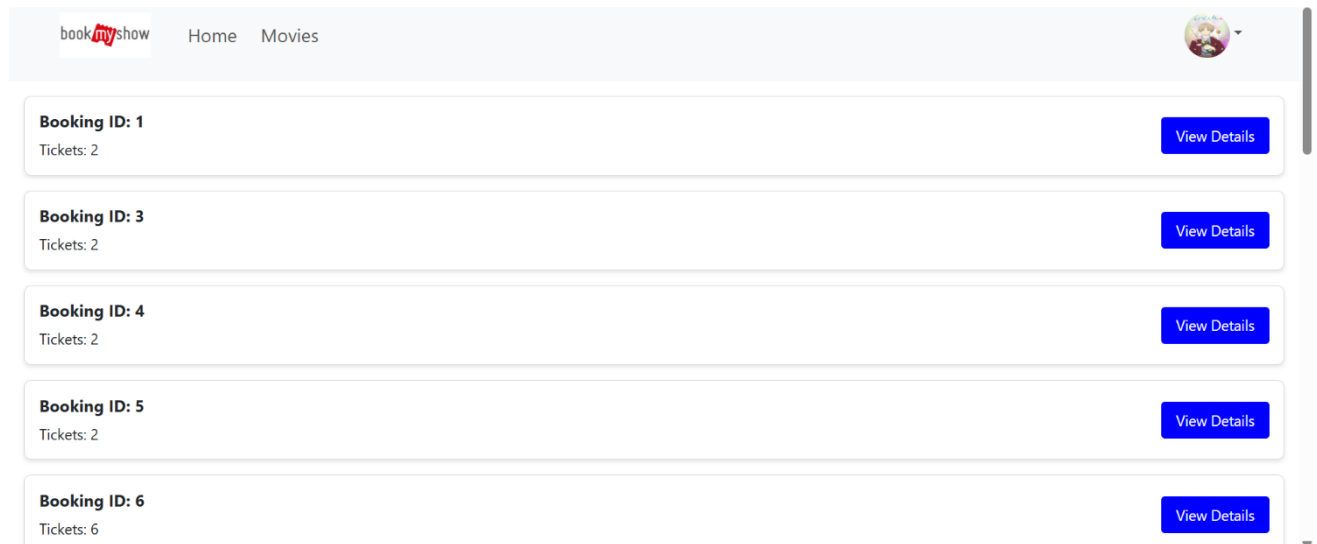 bookmyshow Home Movies
Booking ID: 1
Tickets: 2
View Details
Booking ID: 3
Tickets: 2
View Details
Booking ID: 4
Tickets: 2
View Details
Booking ID: 5
Tickets: 2
View Details
Booking ID: 6
Tickets: 6
View Details